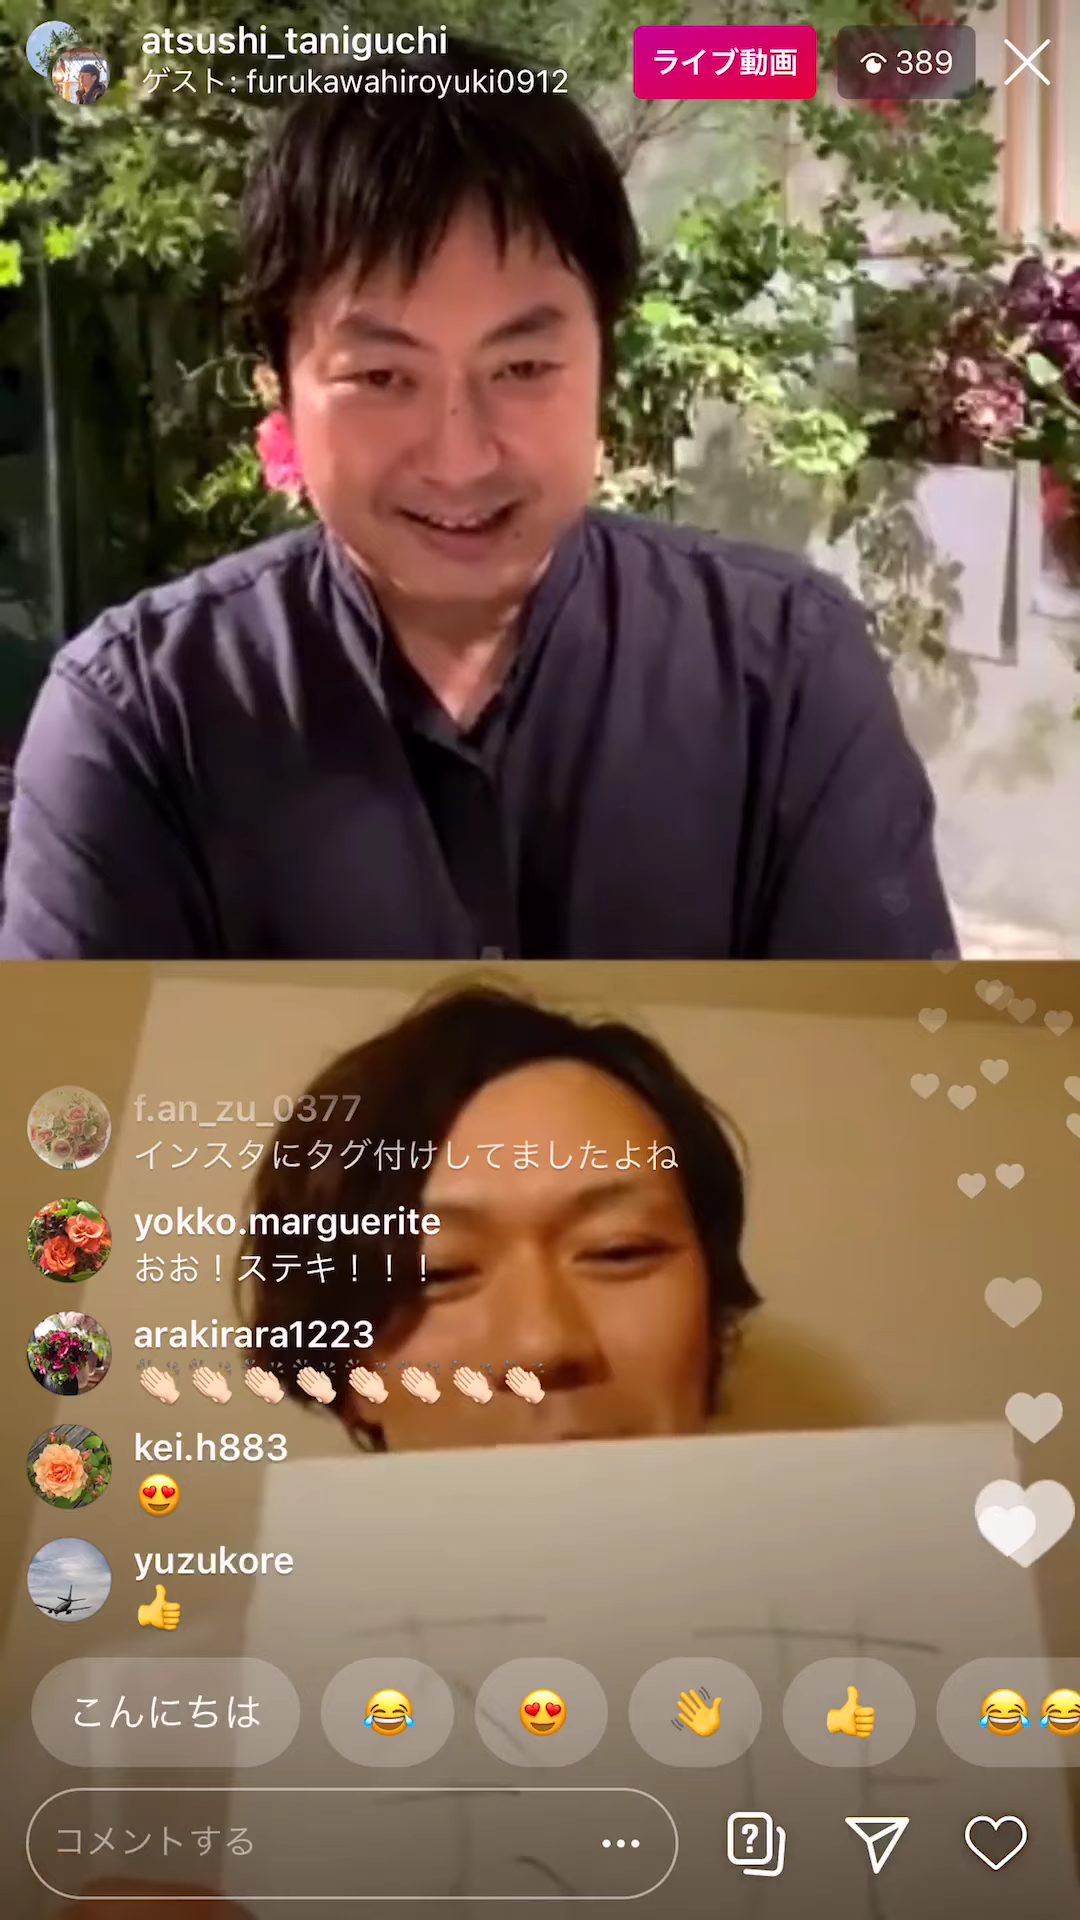 atsushi_taniguchi
ゲスト: furukawahiroyuki0912
ライブ動画
389
f.an_zu_0377
インスタにタグ付けしてましたよね
yokko.marguerite
おお！ステキ！！！
arakirara1223
👏🏻👏🏻👏🏻👏🏻👏🏻👏🏻👏🏻👏🏻
kei.h883
😍
yuzukore
👍
こんにちは 😂 😍 👋 👍 😂😂
コメントする